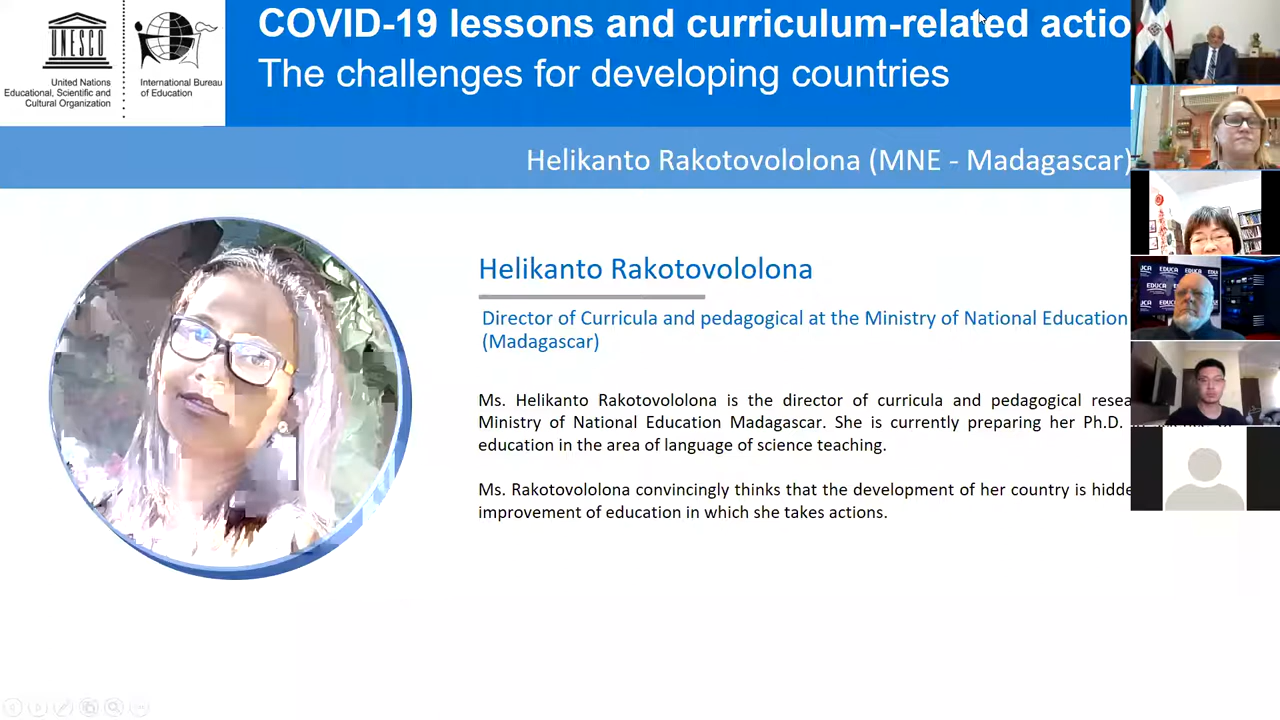 COVID-19 lessons and curriculum-related actio
The challenges for developing countries
UNESCO
United Nations
Educational, Scientific and
Cultural Organization
International Bureau
of Education
Helikanto Rakotovololona (MNE - Madagascar)
Helikanto Rakotovololona
Director of Curricula and pedagogical at the Ministry of National Education
(Madagascar)
Ms. Helikanto Rakotovololona is the director of curricula and pedagogical resea
Ministry of National Education Madagascar. She is currently preparing her Ph.D.
education in the area of language of science teaching.
Ms. Rakotovololona convincingly thinks that the development of her country is hidde
improvement of education in which she takes actions.
EDUCA
EDUCA
EDUCA